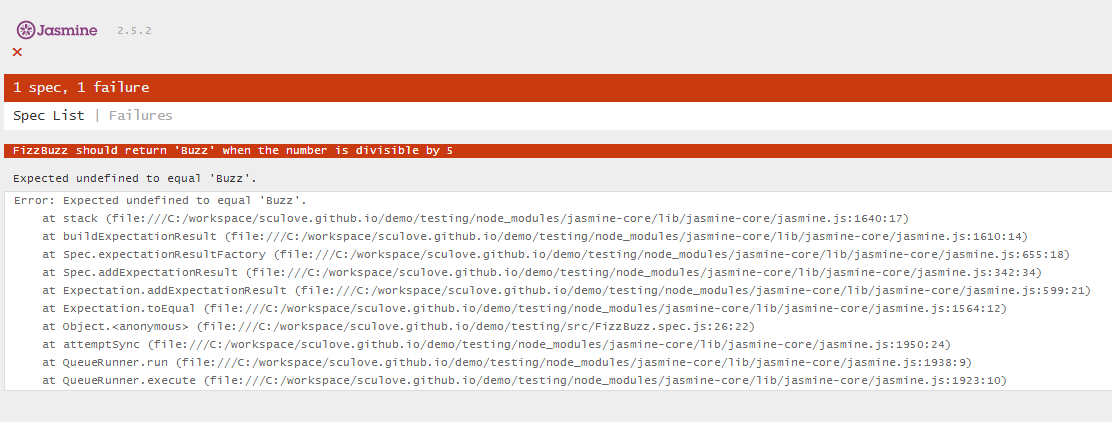 Jasmine 2.5.2
×
1 spec, 1 failure
Spec List | Failures
FizzBuzz should return 'Buzz' when the number is divisible by 5
Expected undefined to equal 'Buzz'.
Error: Expected undefined to equal 'Buzz'.
at stack (file:///C:/workspace/sculove.github.io/demo/testing/node_modules/jasmine-core/lib/jasmine-core/jasmine.js:1640:17)
at buildExpectationResult (file:///C:/workspace/sculove.github.io/demo/testing/node_modules/jasmine-core/lib/jasmine-core/jasmine.js:1610:14)
at Spec.expectationResultFactory (file:///C:/workspace/sculove.github.io/demo/testing/node_modules/jasmine-core/lib/jasmine-core/jasmine.js:655:18)
at Spec.addExpectationResult (file:///C:/workspace/sculove.github.io/demo/testing/node_modules/jasmine-core/lib/jasmine-core/jasmine.js:342:34)
at Expectation.addExpectationResult (file:///C:/workspace/sculove.github.io/demo/testing/node_modules/jasmine-core/lib/jasmine-core/jasmine.js:599:21)
at Expectation.toEqual (file:///C:/workspace/sculove.github.io/demo/testing/node_modules/jasmine-core/lib/jasmine-core/jasmine.js:1564:12)
at Object.<anonymous> (file:///C:/workspace/sculove.github.io/demo/testing/src/FizzBuzz.spec.js:26:22)
at attemptSync (file:///C:/workspace/sculove.github.io/demo/testing/node_modules/jasmine-core/lib/jasmine-core/jasmine.js:1950:24)
at QueueRunner.run (file:///C:/workspace/sculove.github.io/demo/testing/node_modules/jasmine-core/lib/jasmine-core/jasmine.js:1938:9)
at QueueRunner.execute (file:///C:/workspace/sculove.github.io/demo/testing/node_modules/jasmine-core/lib/jasmine-core/jasmine.js:1923:10)